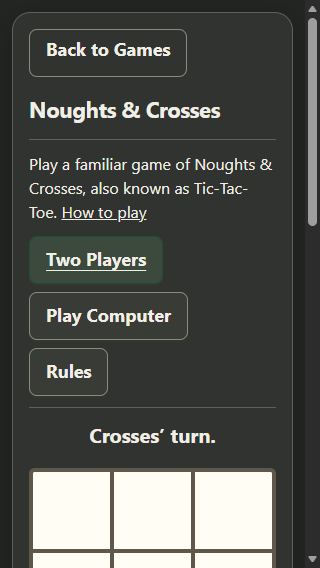 Back to Games
Noughts & Crosses
Play a familiar game of Noughts &
Crosses, also known as Tic-Tac-
Toe. How to play
Two Players
Play Computer
Rules
Crosses’ turn.